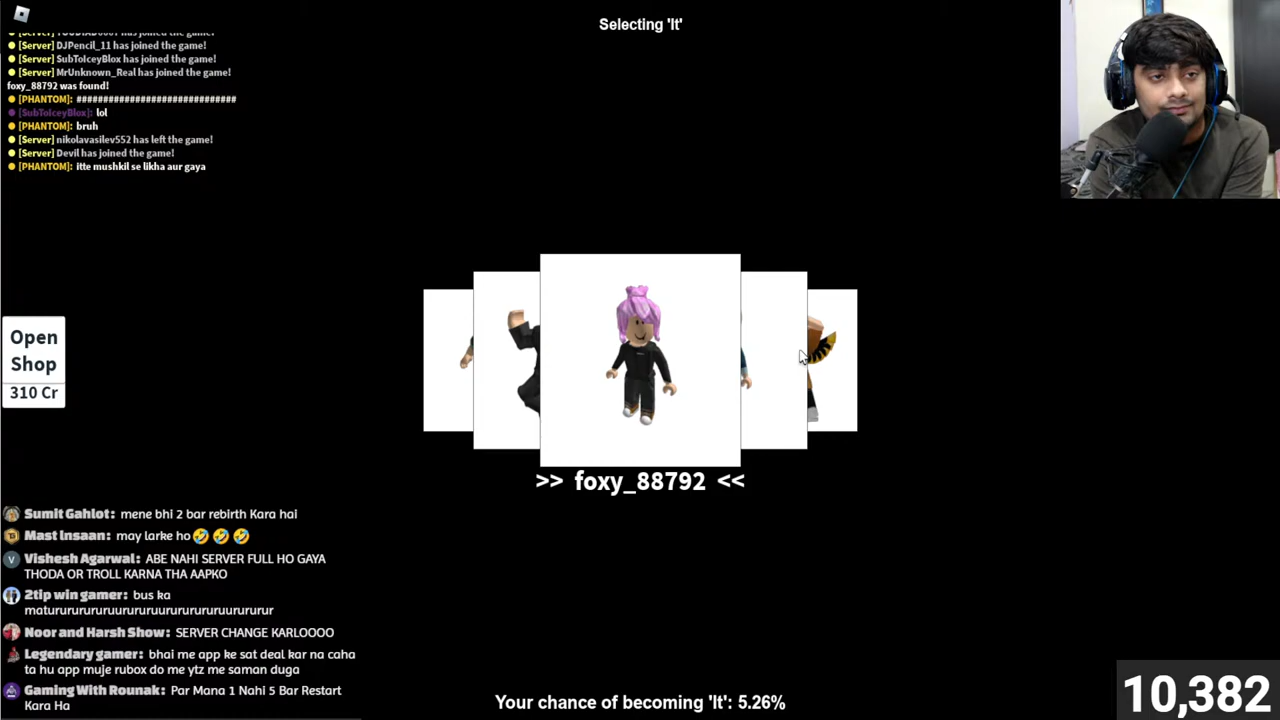 Selecting 'It'
[Server] DJPencil_11 has joined the game!
[Server] SubToIceyBlox has joined the game!
[Server] MrUnknown_Real has joined the game!
foxy_88792 was found!
[PHANTOM]: ##############################
[SubToIceyBlox]: lol
[PHANTOM]: bruh
[Server] nikolavasilev552 has left the game!
[Server] Devil has joined the game!
[PHANTOM]: itte mushkil se likha aur gaya
Open
Shop
310 Cr
>> foxy_88792 <<
Sumit Gahlot: mene bhi 2 bar rebirth Kara hai
Mast Insaan: may larke ho🤣🤣🤣
Vishesh Agarwal: ABE NAHI SERVER FULL HO GAYA
THODA OR TROLL KARNA THA AAPKO
2tip win gamer: bus ka
maturururururuurururuurururururuurururur
Noor and Harsh Show: SERVER CHANGE KARLOOOO
Legendary gamer: bhai me app ke sat deal kar na caha
ta hu app muje rubox do me ytz me saman duga
Gaming With Rounak: Par Mana 1 Nahi 5 Bar Restart
Kara Ha
Your chance of becoming 'It': 5.26%
10,382